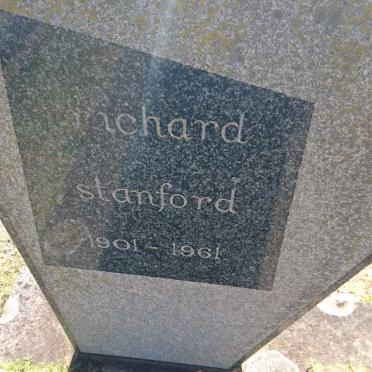 richard
stanford
1901 - 1961